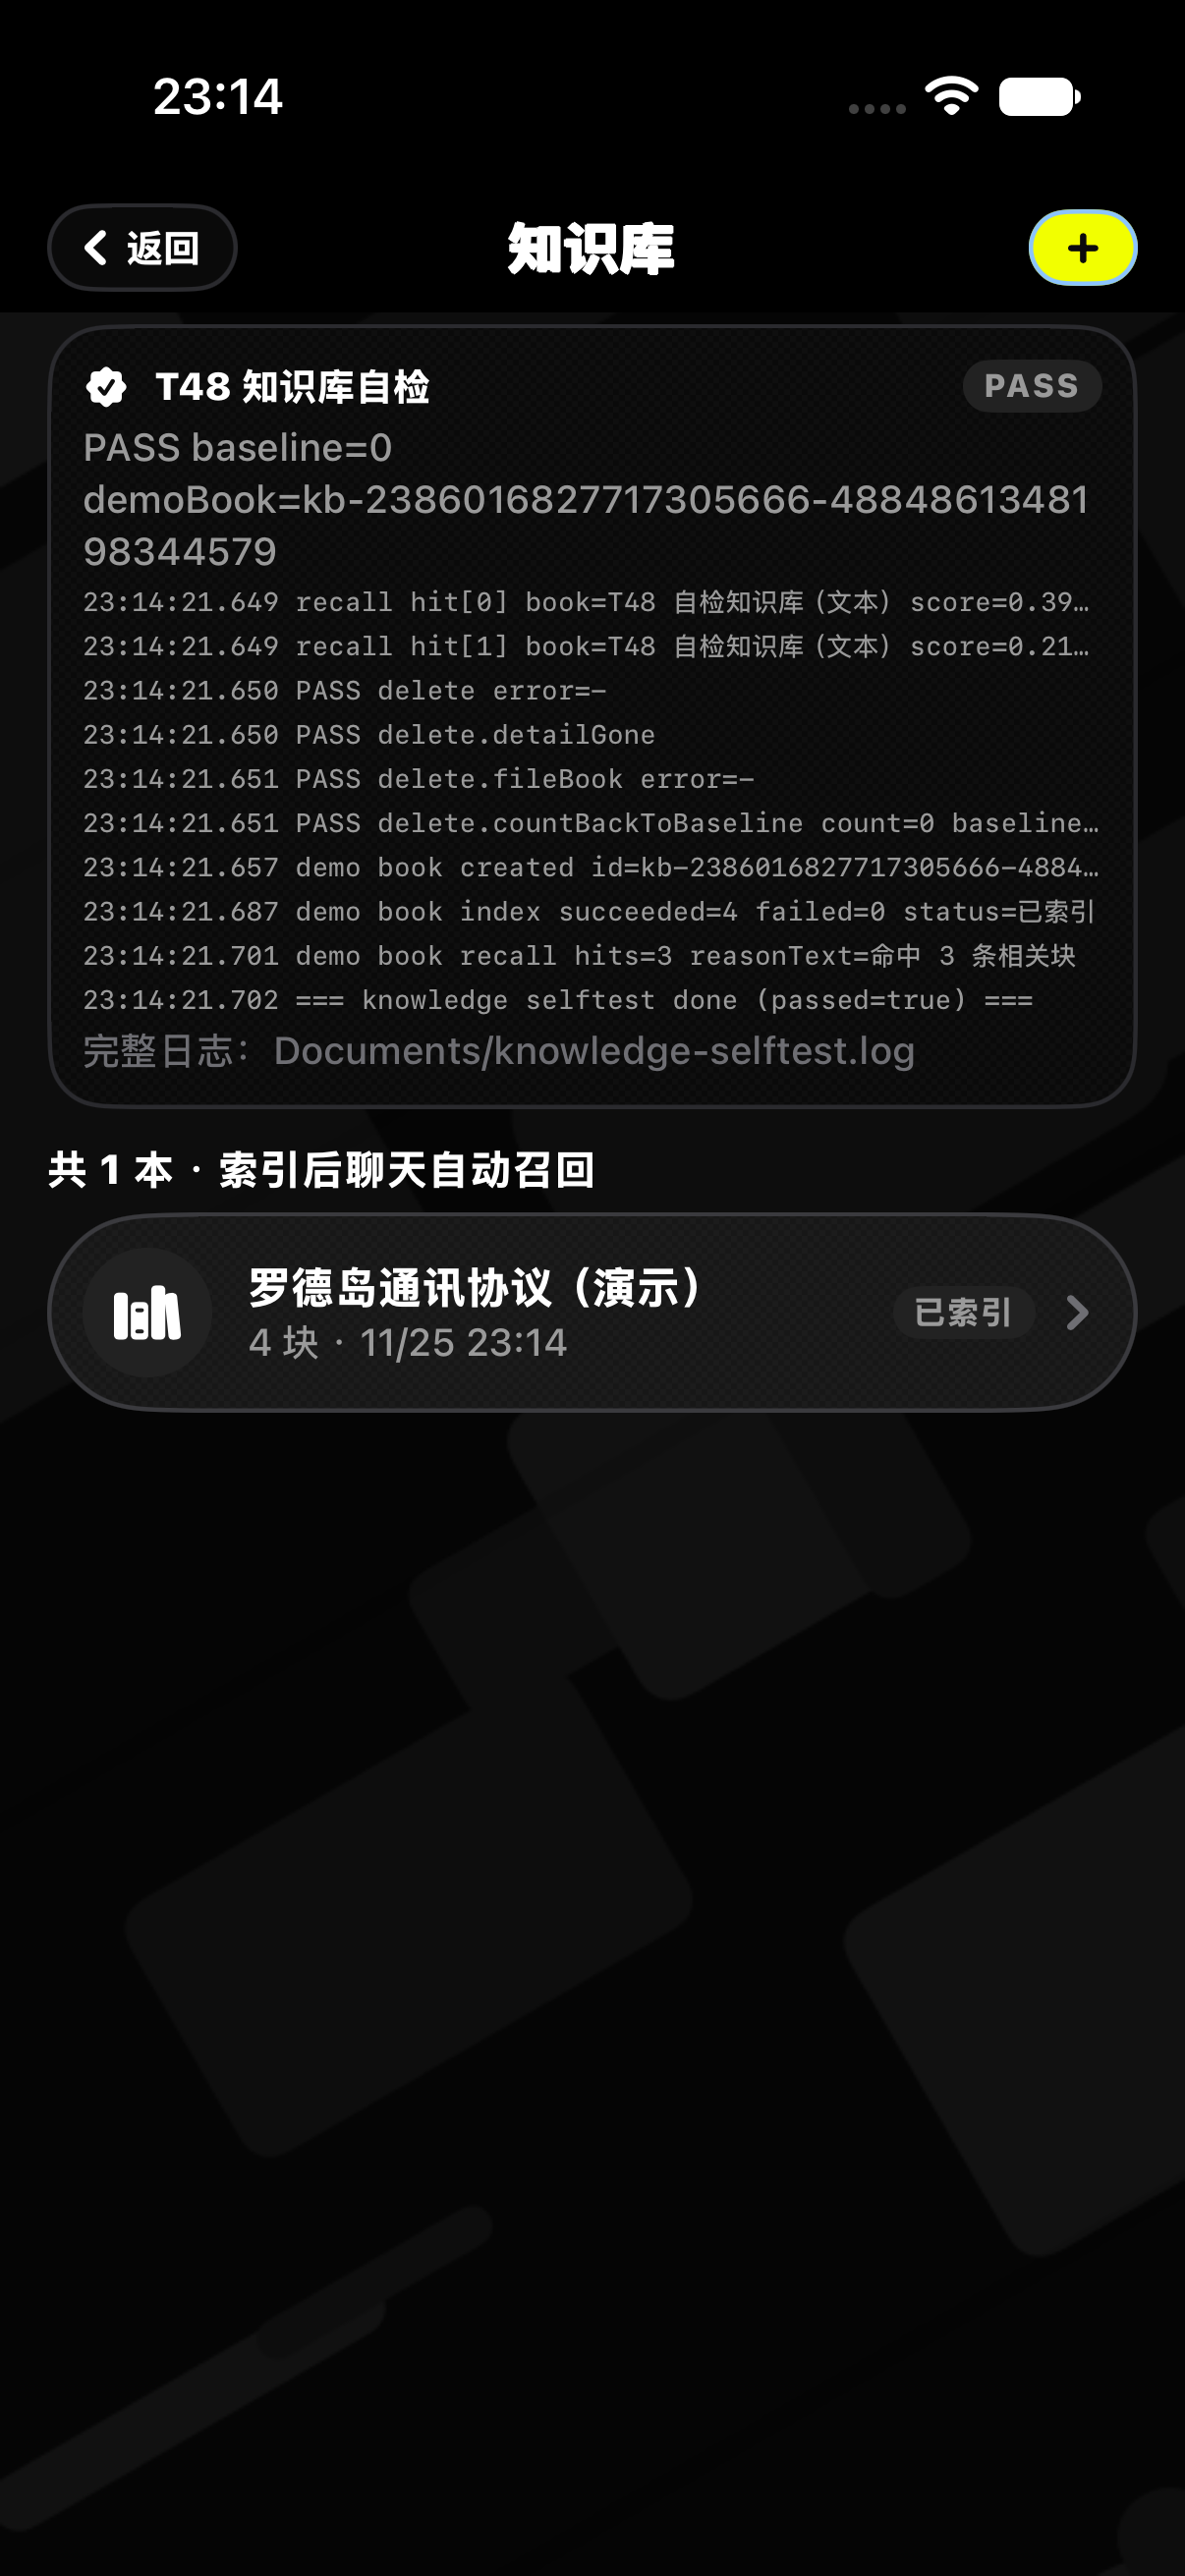 23:14
返回
知识库
+
T48 知识库自检
PASS
PASS baseline=0
demoBook=kb-2386016827717305666-48848613481
98344579
23:14:21.649 recall hit[0] book=T48 自检知识库（文本） score=0.39…
23:14:21.649 recall hit[1] book=T48 自检知识库（文本） score=0.21…
23:14:21.650 PASS delete error=-
23:14:21.650 PASS delete.detailGone
23:14:21.651 PASS delete.fileBook error=-
23:14:21.651 PASS delete.countBackToBaseline count=0 baseline…
23:14:21.657 demo book created id=kb-2386016827717305666-4884…
23:14:21.687 demo book index succeeded=4 failed=0 status=已索引
23:14:21.701 demo book recall hits=3 reasonText=命中 3 条相关块
23:14:21.702 === knowledge selftest done (passed=true) ===
完整日志：Documents/knowledge-selftest.log
共 1 本 · 索引后聊天自动召回
罗德岛通讯协议（演示）
4 块 · 11/25 23:14
已索引